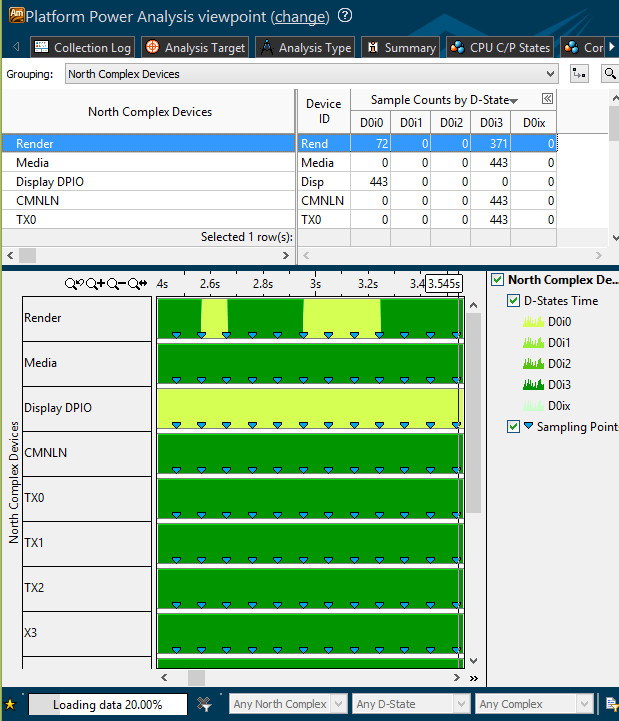 Am Platform Power Analysis viewpoint (change) ?
Collection Log Analysis Target Analysis Type Summary CPU C/P States Cor
Grouping: North Complex Devices
North Complex Devices Device ID Sample Counts by D-State
D0i0 D0i1 D0i2 D0i3 D0ix
Render Rend 72 0 0 371 0
Media Media 0 0 0 443 0
Display DPIO Disp 443 0 0 0 0
CMNLN CMNLN 0 0 0 443 0
TX0 TX0 0 0 0 443 0
Selected 1 row(s):
4s 2.6s 2.8s 3s 3.2s 3.4 3.545s
North Complex Devices
Render
Media
Display DPIO
CMNLN
TX0
TX1
TX2
X3
North Complex De...
D-States Time
D0i0
D0i1
D0i2
D0i3
D0ix
Sampling Point
Loading data 20.00% Any North Complex Any D-State Any Complex